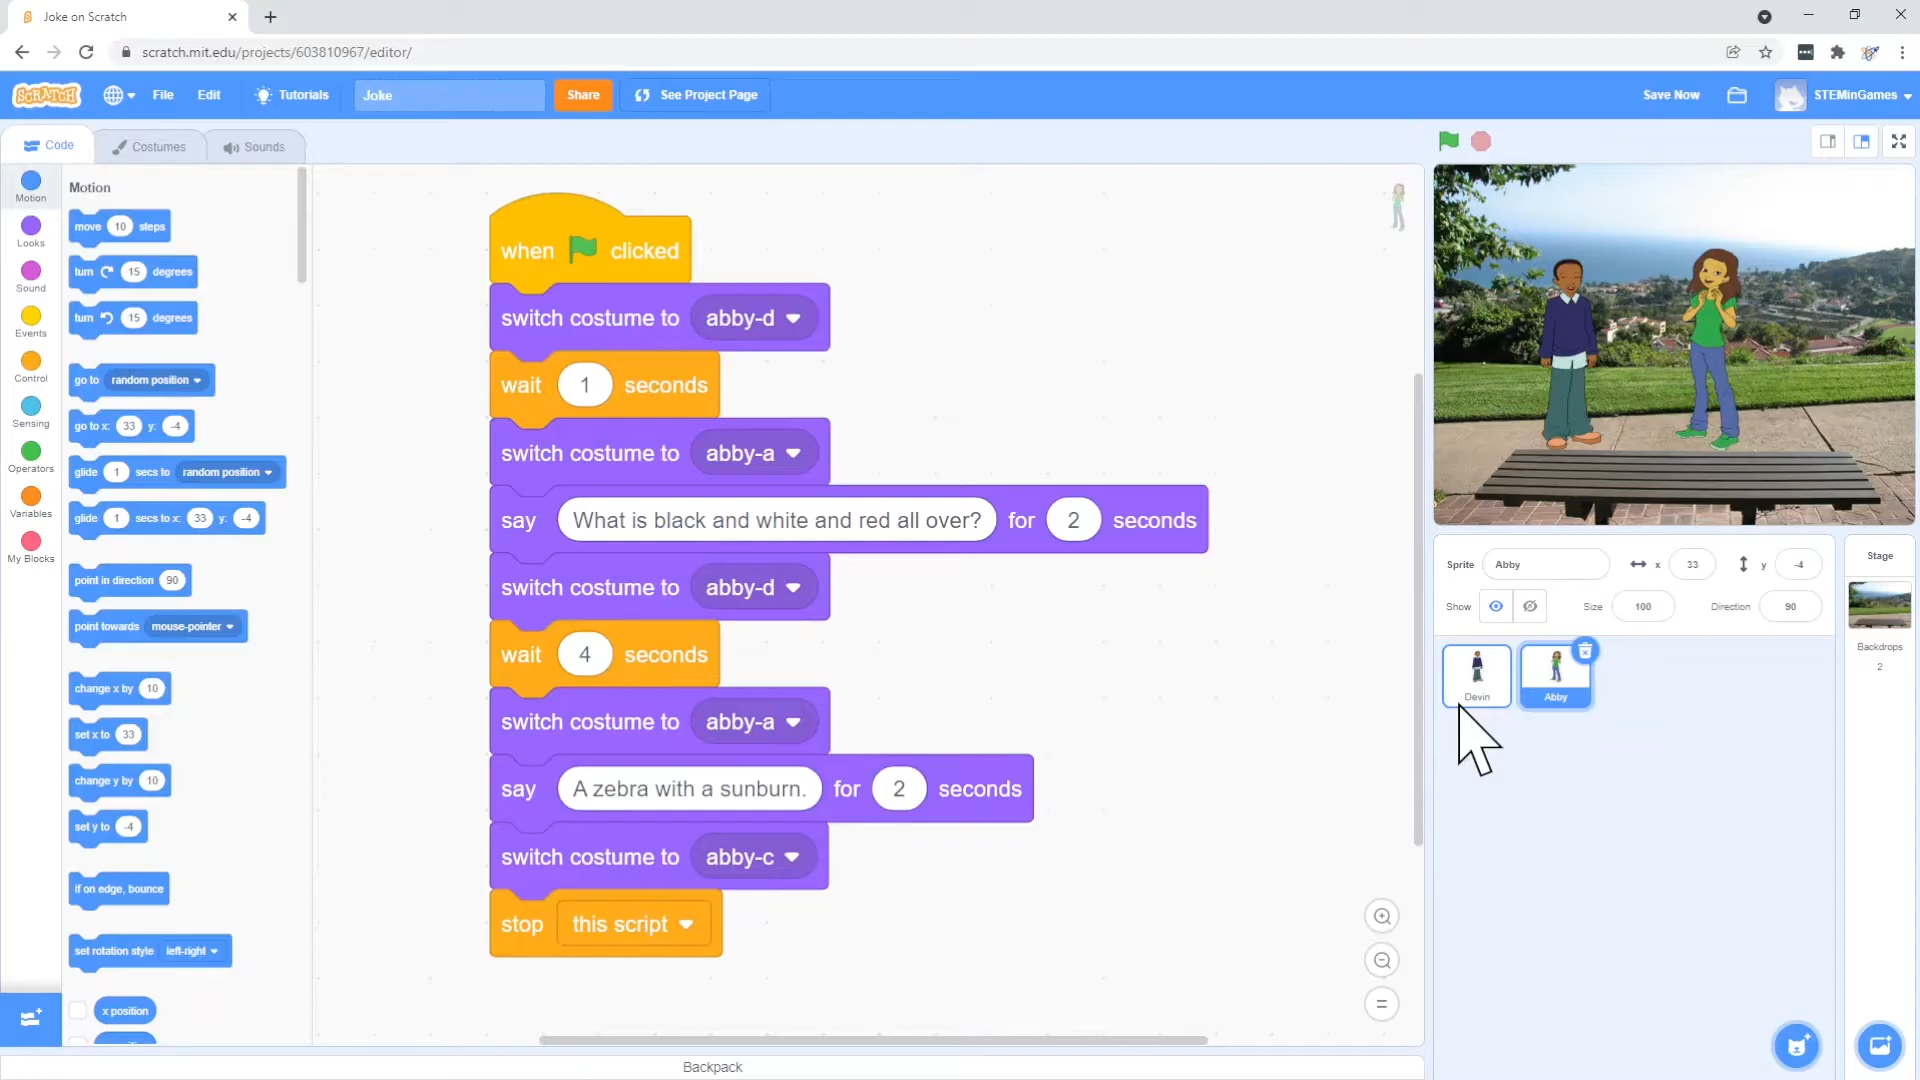 Joke on Scratch
scratch.mit.edu/projects/603810967/editor/
SCRATCH File Edit Tutorials Joke Share See Project Page Save Now STEMinGames
Code Costumes Sounds
Motion
Looks
Sound
Events
Control
Sensing
Operators
Variables
My Blocks
Motion
move 10 steps
turn 15 degrees
turn 15 degrees
go to random position
go to x: 33 y: -4
glide 1 secs to random position
glide 1 secs to x: 33 y: -4
point in direction 90
point towards mouse-pointer
change x by 10
set x to 33
change y by 10
set y to -4
if on edge, bounce
set rotation style left-right
x position
when clicked
switch costume to abby-d
wait 1 seconds
switch costume to abby-a
say What is black and white and red all over? for 2 seconds
switch costume to abby-d
wait 4 seconds
switch costume to abby-a
say A zebra with a sunburn. for 2 seconds
switch costume to abby-c
stop this script
Sprite Abby x 33 y -4
Show Size 100 Direction 90
Devin Abby
Stage
Backdrops
2
Backpack